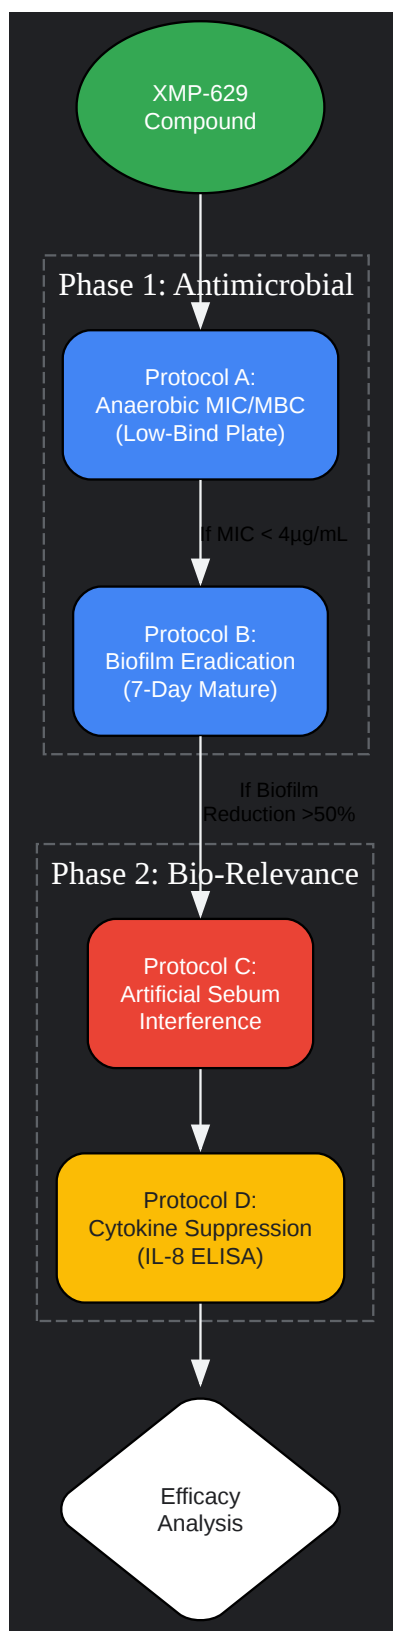 XMP-629
Compound
Phase 1: Antimicrobial
Protocol A:
Anaerobic MIC/MBC
(Low-Bind Plate)
If MIC < 4µg/mL
Protocol B:
Biofilm Eradication
(7-Day Mature)
If Biofilm
Reduction >50%
Phase 2: Bio-Relevance
Protocol C:
Artificial Sebum
Interference
Protocol D:
Cytokine Suppression
(IL-8 ELISA)
Efficacy
Analysis